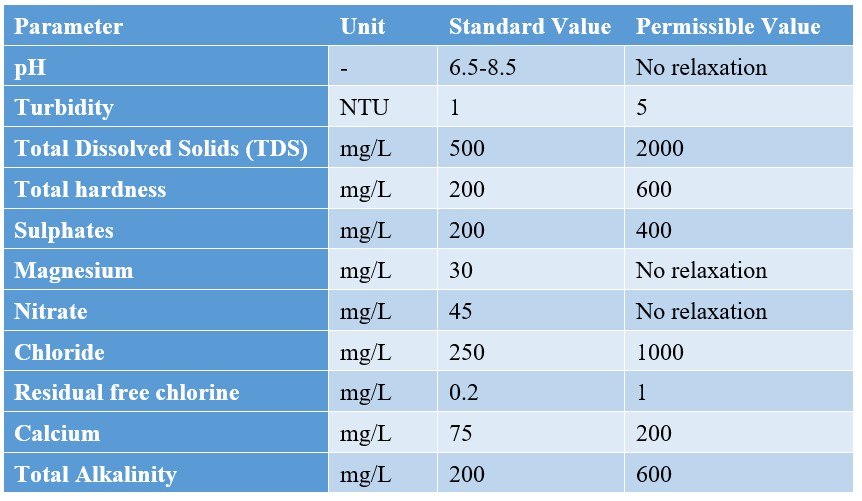 Parameter Unit Standard Value Permissible Value
pH - 6.5-8.5 No relaxation
Turbidity NTU 1 5
Total Dissolved Solids (TDS) mg/L 500 2000
Total hardness mg/L 200 600
Sulphates mg/L 200 400
Magnesium mg/L 30 No relaxation
Nitrate mg/L 45 No relaxation
Chloride mg/L 250 1000
Residual free chlorine mg/L 0.2 1
Calcium mg/L 75 200
Total Alkalinity mg/L 200 600